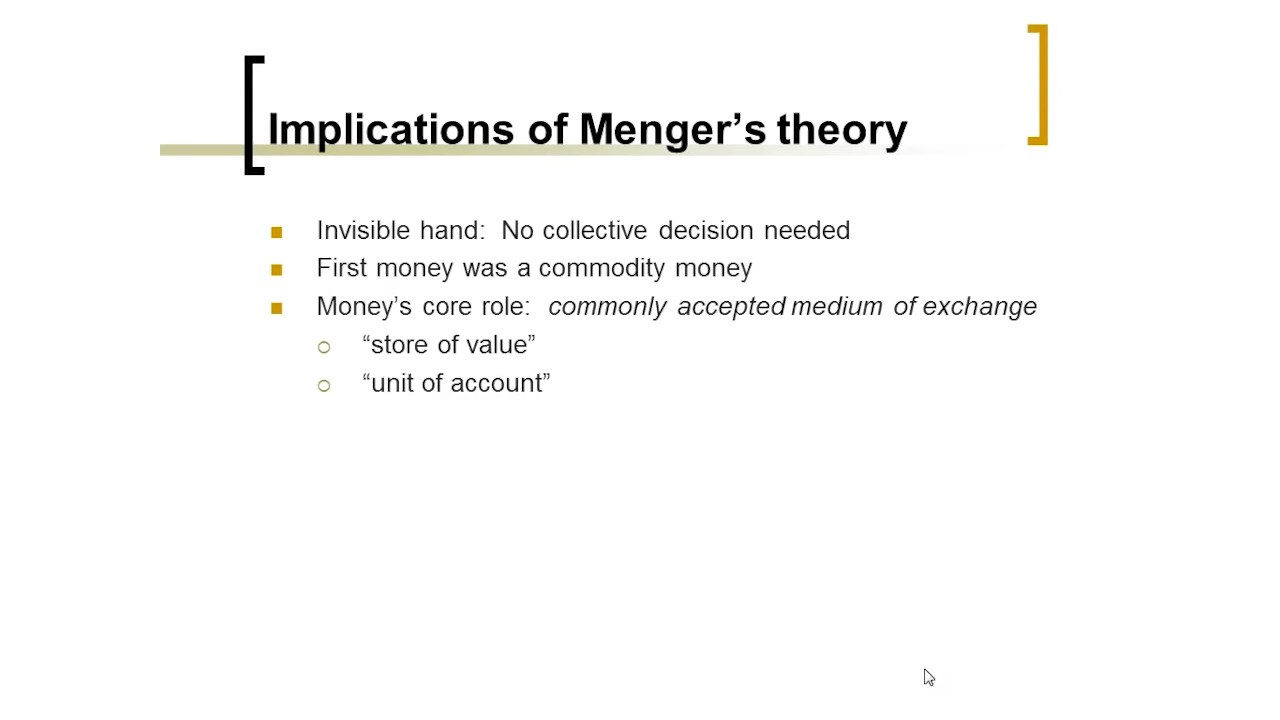 Implications of Menger’s theory
Invisible hand:  No collective decision needed
First money was a commodity money
Money’s core role:  commonly accepted medium of exchange
“store of value”
“unit of account”